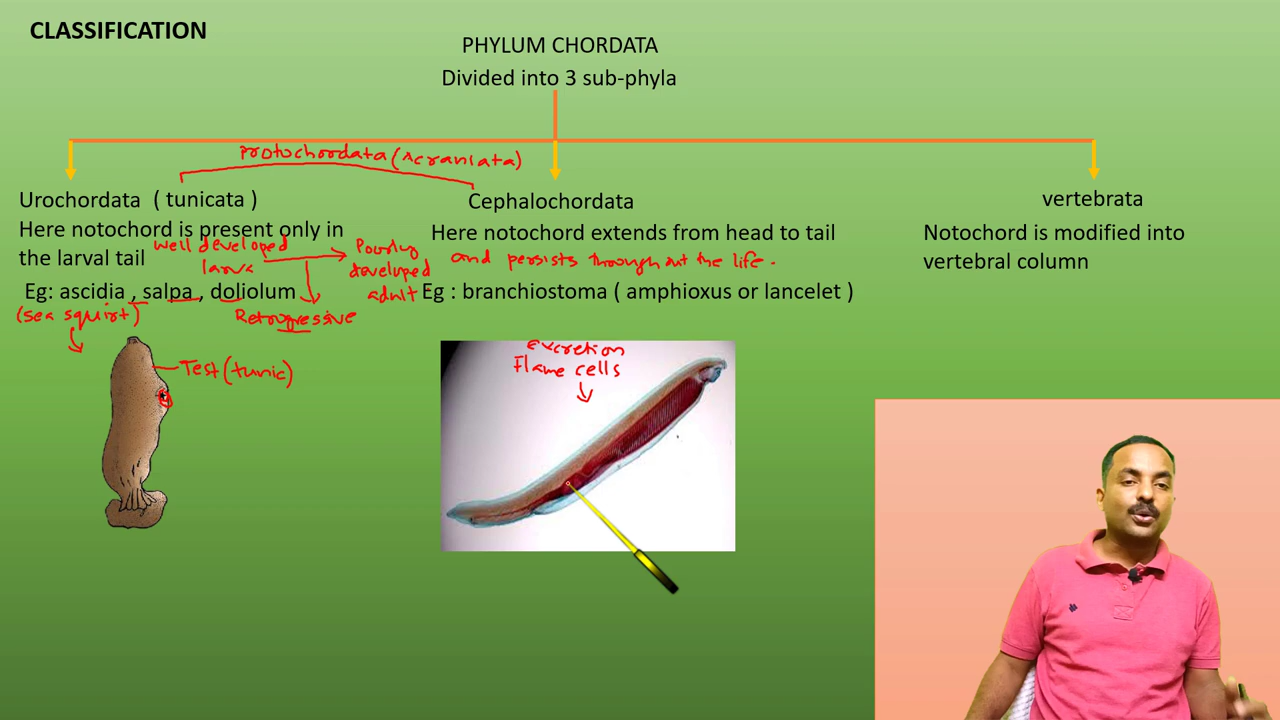 CLASSIFICATION
PHYLUM CHORDATA
Divided into 3 sub-phyla
Protochordata (Acraniata)
Urochordata ( tunicata )
Here notochord is present only in
the larval tail
well developed
larva
Poorly
developed
adult
Retrogressive
Eg: ascidia , salpa , doliolum
(sea squirt)
Test (tunic)
Cephalochordata
Here notochord extends from head to tail
and persists throughout the life .
Eg : branchiostoma ( amphioxus or lancelet )
Excretion
Flame cells
vertebrata
Notochord is modified into
vertebral column